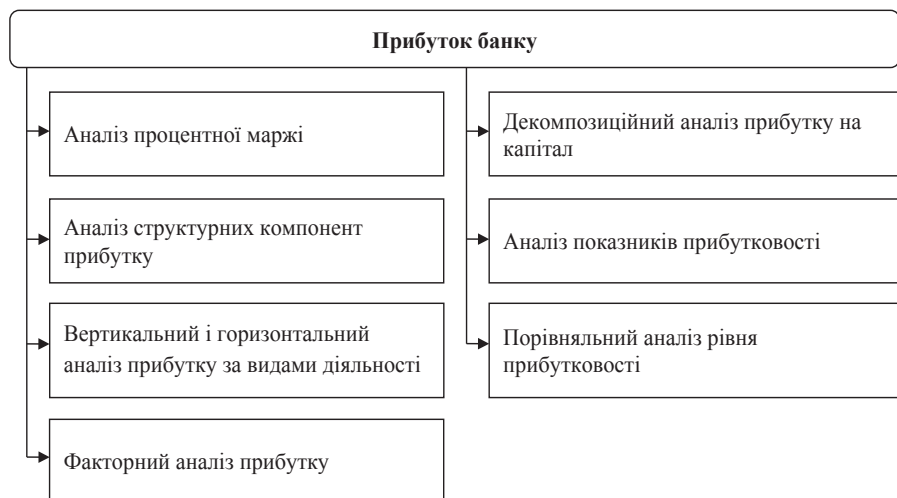 Прибуток банку
Аналіз процентної маржі
Аналіз структурних компонент
прибутку
Вертикальний і горизонтальний
аналіз прибутку за видами діяльності
Факторний аналіз прибутку
Декомпозиційний аналіз прибутку на
капітал
Аналіз показників прибутковості
Порівняльний аналіз рівня
прибутковості